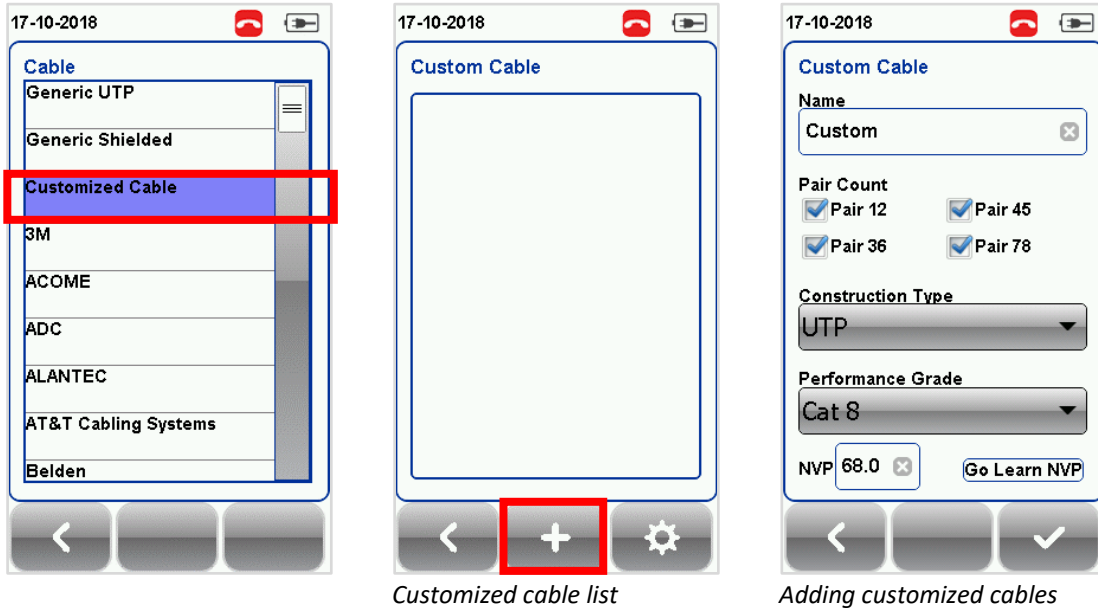 17-10-2018
Cable
Generic UTP
Generic Shielded
Customized Cable
3M
ACOME
ADC
ALANTEC
AT&T Cabling Systems
Belden
17-10-2018
Custom Cable
Customized cable list
17-10-2018
Custom Cable
Name
Custom
Pair Count
Pair 12 Pair 45
Pair 36 Pair 78
Construction Type
UTP
Performance Grade
Cat 8
NVP 68.0 Go Learn NVP
Adding customized cables